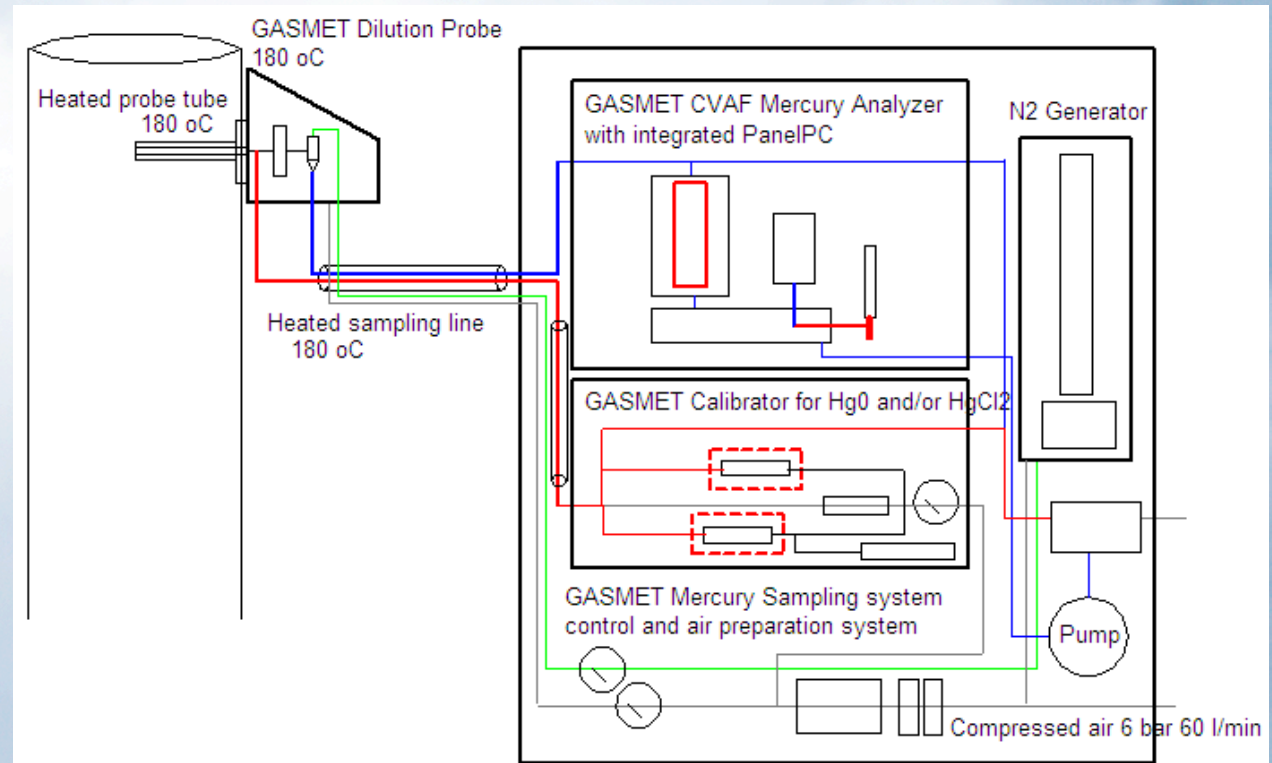 GASMET Dilution Probe
180 oC
Heated probe tube
180 oC
GASMET CVAF Mercury Analyzer
with integrated PanelPC
N2 Generator
Heated sampling line
180 oC
GASMET Calibrator for Hg0 and/or HgCl2
GASMET Mercury Sampling system
control and air preparation system
Pump
Compressed air 6 bar 60 l/min